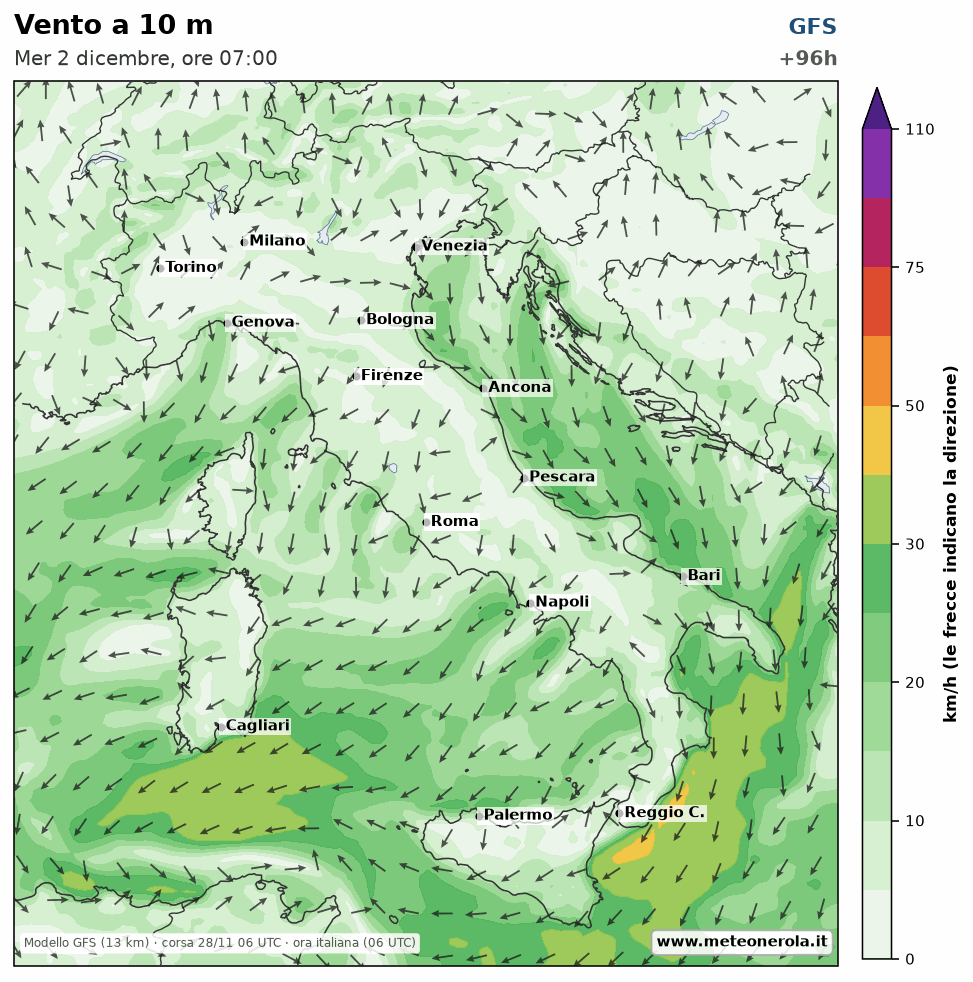 Vento a 10 m
GFS
Mer 2 dicembre, ore 07:00
+96h
110
75
50
30
20
10
0
km/h (le frecce indicano la direzione)
Milano
Venezia
Torino
Genova
Bologna
Firenze
Ancona
Pescara
Roma
Bari
Napoli
Cagliari
Palermo
Reggio C.
Modello GFS (13 km) · corsa 28/11 06 UTC · ora italiana (06 UTC)
www.meteonerola.it